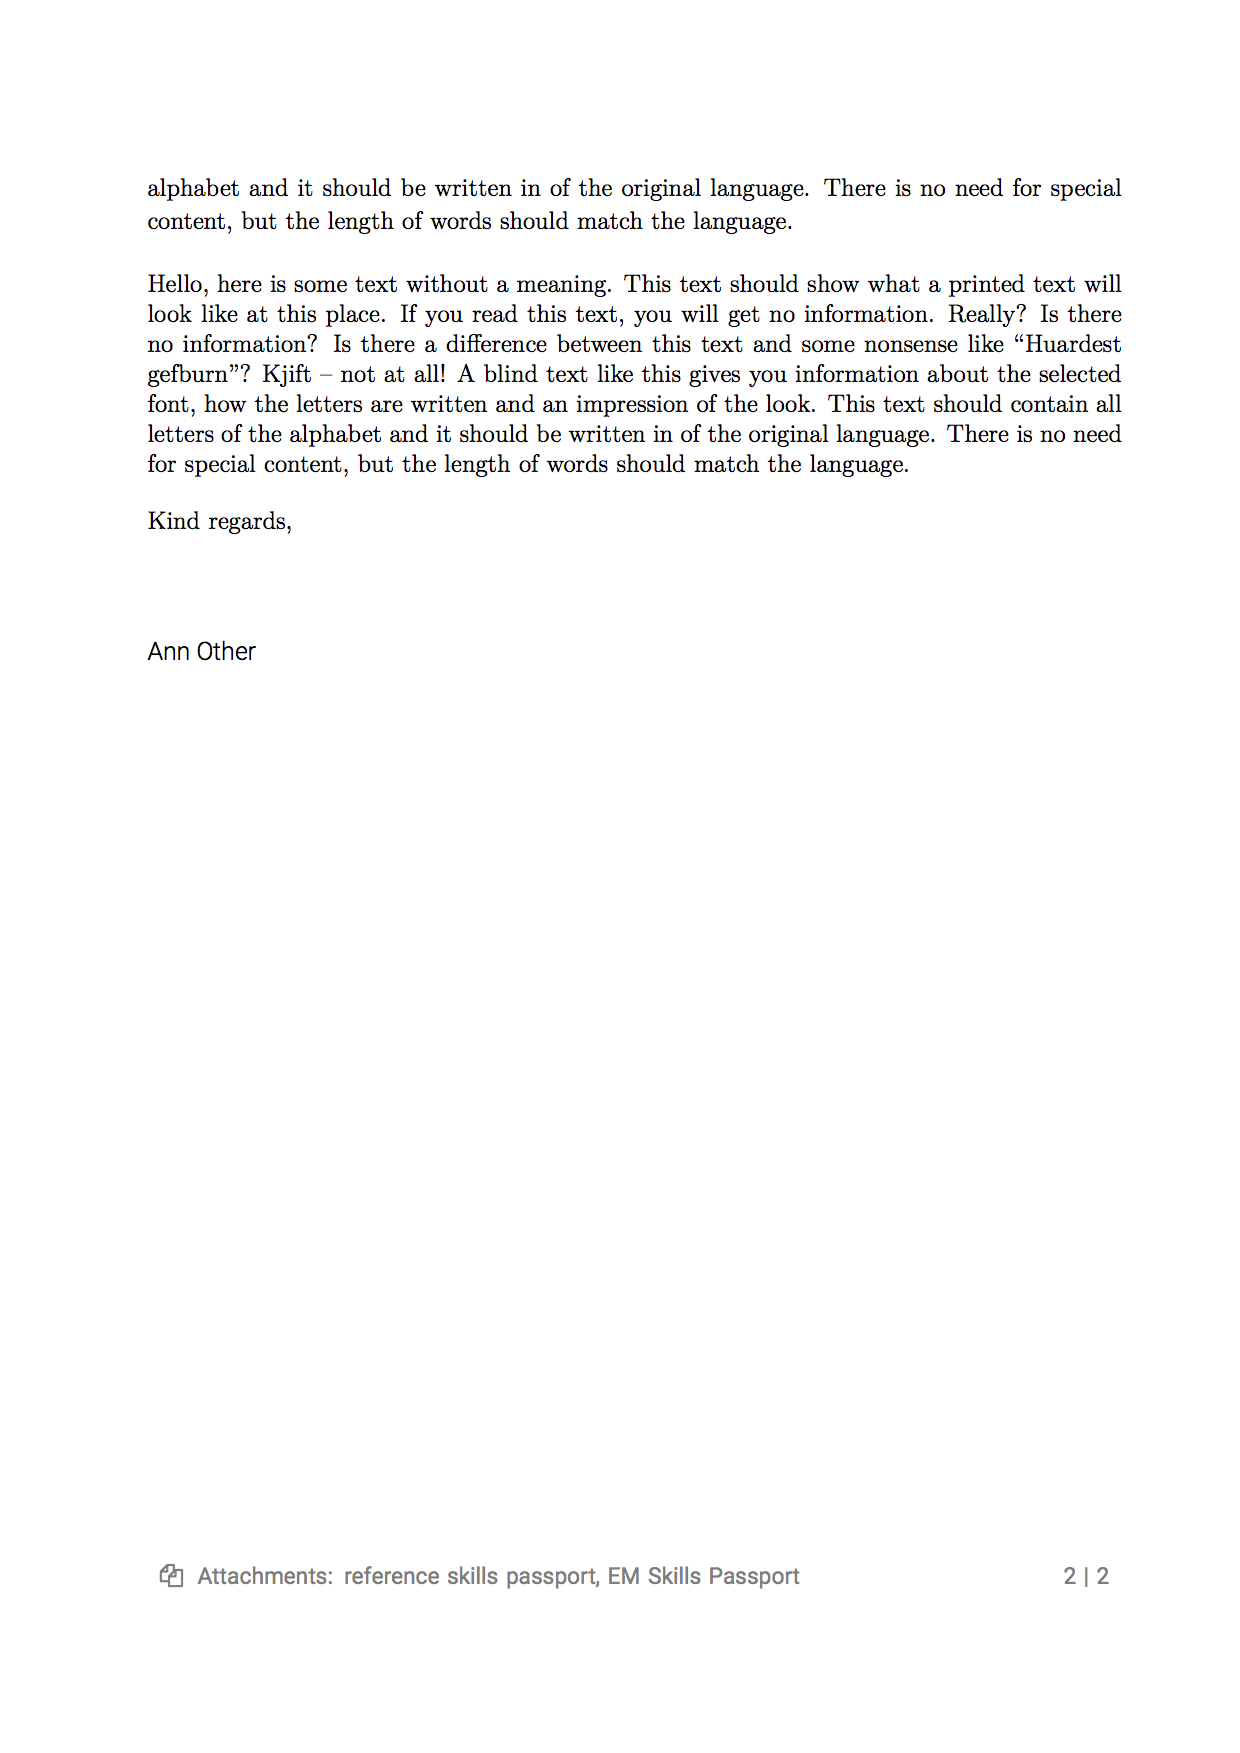 alphabet and it should be written in of the original language. There is no need for special
content, but the length of words should match the language.
Hello, here is some text without a meaning. This text should show what a printed text will
look like at this place. If you read this text, you will get no information. Really? Is there
no information? Is there a difference between this text and some nonsense like “Huardest
gefburn”? Kjift – not at all! A blind text like this gives you information about the selected
font, how the letters are written and an impression of the look. This text should contain all
letters of the alphabet and it should be written in of the original language. There is no need
for special content, but the length of words should match the language.
Kind regards,
Ann Other
Attachments: reference skills passport, EM Skills Passport 2 | 2